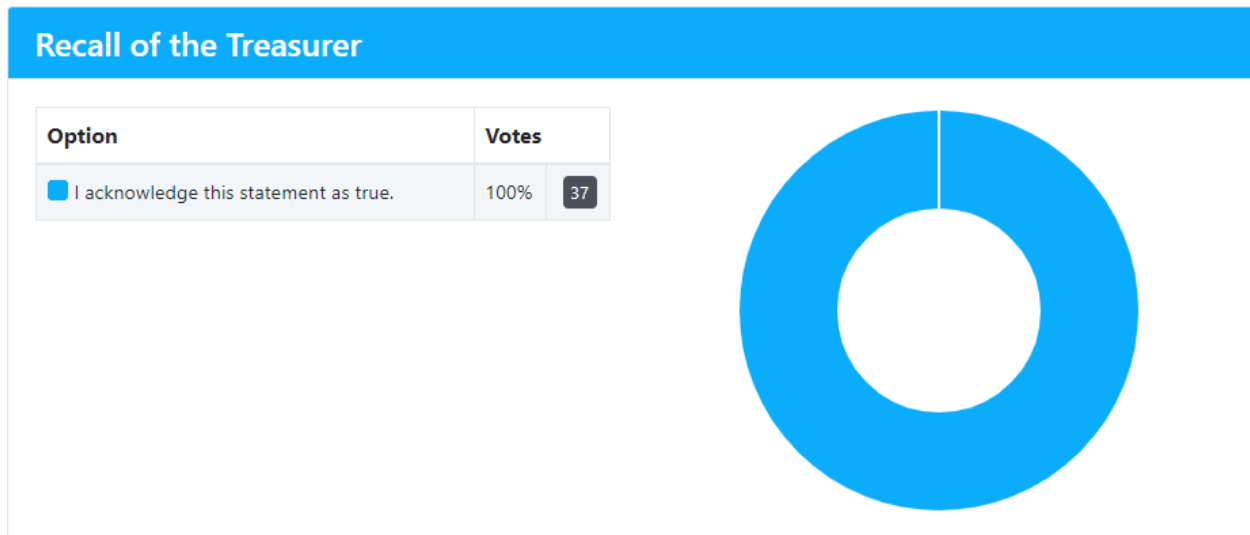 Recall of the Treasurer
Option Votes
I acknowledge this statement as true. 100% 37